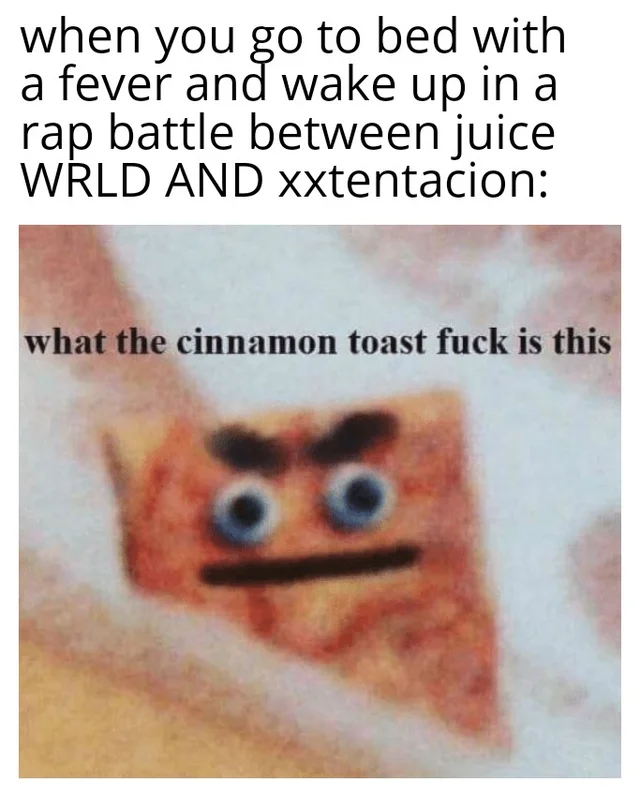 when you go to bed with
a fever and wake up in a
rap battle between juice
WRLD AND xxtentacion:
what the cinnamon toast fuck is this